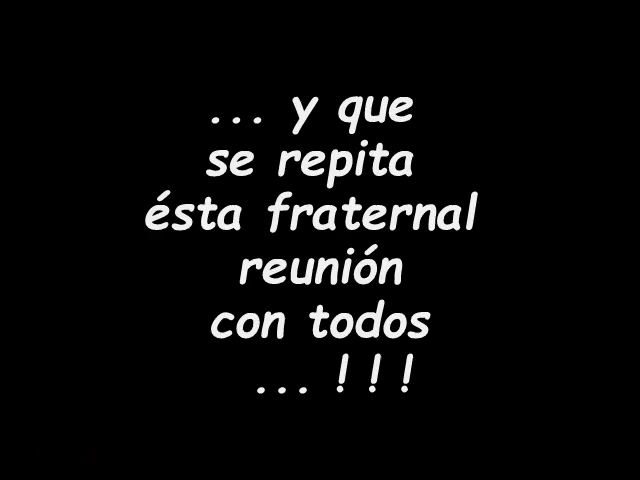 ... y que
se repita
ésta fraternal
reunión
con todos
... ! ! !